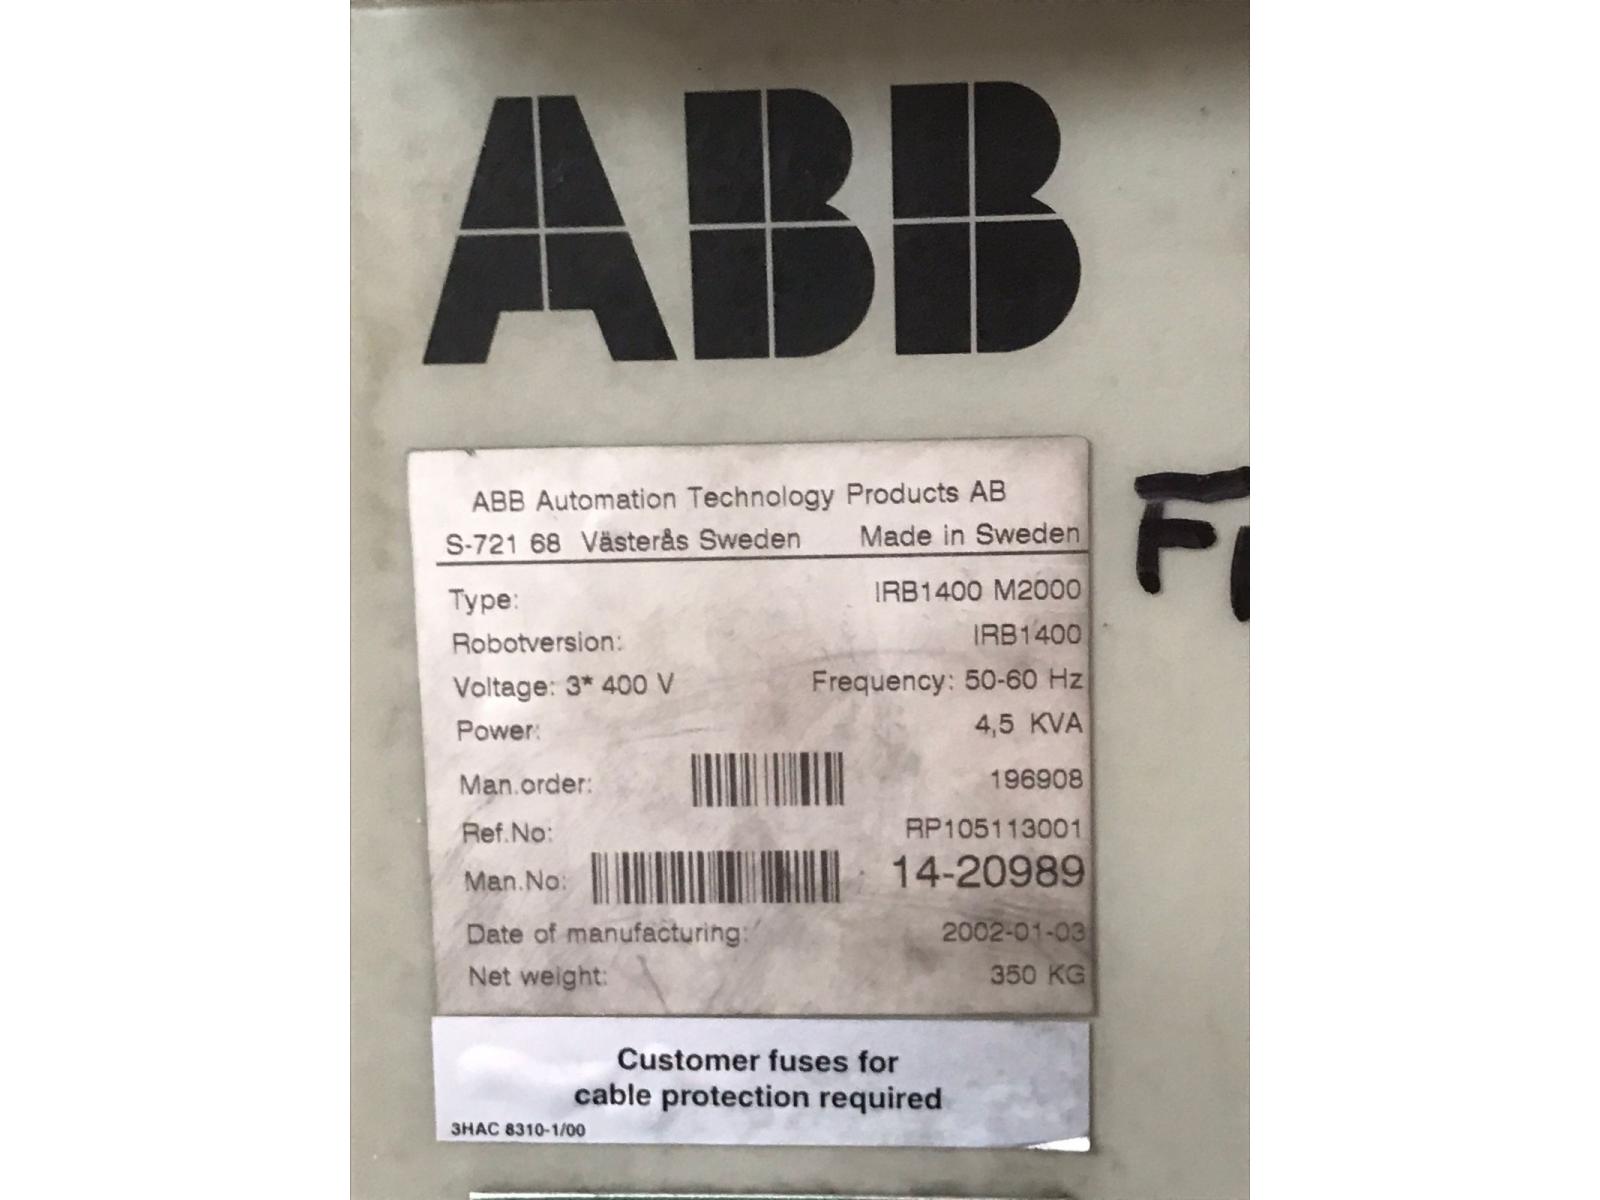 ABB
ABB Automation Technology Products AB
S-721 68 Västerås Sweden Made in Sweden
Type: IRB1400 M2000
Robotversion: IRB1400
Voltage: 3* 400 V Frequency: 50-60 Hz
Power: 4,5 KVA
Man.order: 196908
Ref.No: RP105113001
Man.No: 14-20989
Date of manufacturing: 2002-01-03
Net weight: 350 KG
Customer fuses for
cable protection required
3HAC 8310-1/00